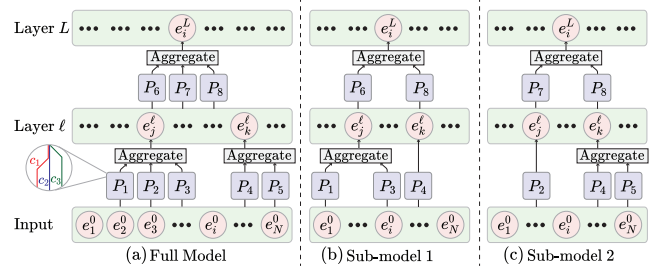 Layer L ••• ••• e_i^L ••• ••• ••• ••• e_i^L ••• ••• ••• ••• e_i^L ••• •••
Aggregate Aggregate Aggregate
P_6 P_7 P_8 P_6 P_8 P_7 P_8
Layer ℓ ••• ••• e_j^ℓ ••• e_k^ℓ ••• ••• ••• e_j^ℓ ••• e_k^ℓ ••• ••• e_j^ℓ ••• e_k^ℓ •••
Aggregate Aggregate Aggregate Aggregate
c_1 c_2 c_3 P_1 P_2 P_3 P_4 P_5 P_1 P_3 P_4 P_2 P_4 P_5
Input e_1^0 e_2^0 e_3^0 ••• e_i^0 ••• e_N^0 e_1^0 ••• e_i^0 ••• e_N^0 e_1^0 ••• e_i^0 ••• e_N^0
(a) Full Model (b) Sub-model 1 (c) Sub-model 2